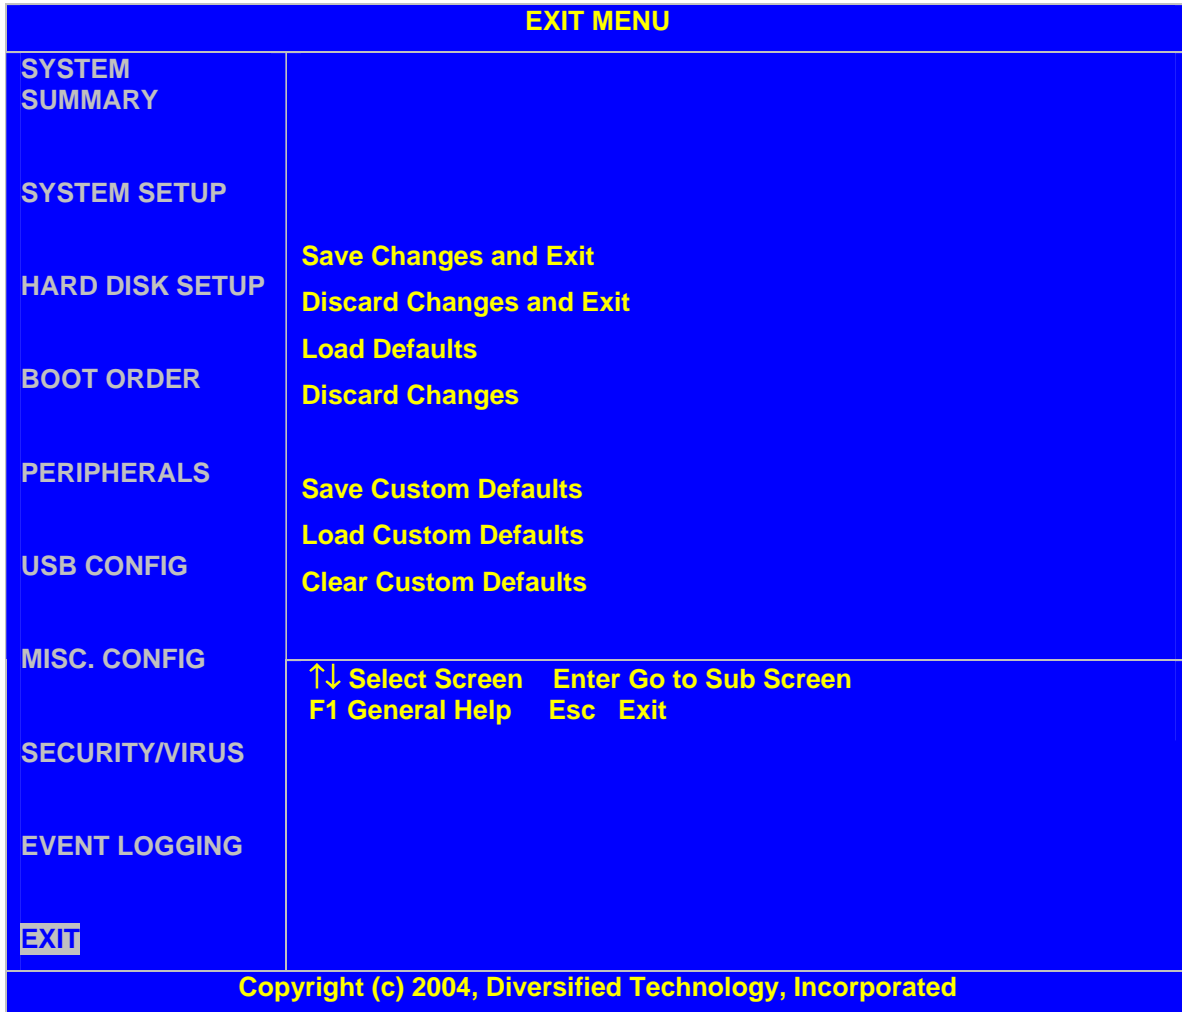 EXIT MENU
SYSTEM
SUMMARY
SYSTEM SETUP
HARD DISK SETUP
BOOT ORDER
PERIPHERALS
USB CONFIG
MISC. CONFIG
SECURITY/VIRUS
EVENT LOGGING
EXIT
Save Changes and Exit
Discard Changes and Exit
Load Defaults
Discard Changes
Save Custom Defaults
Load Custom Defaults
Clear Custom Defaults
↑↓ Select Screen Enter Go to Sub Screen
F1 General Help Esc Exit
Copyright (c) 2004, Diversified Technology, Incorporated